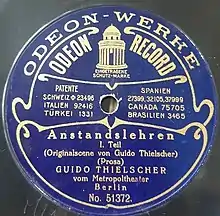 ODEON-WERKE
ODEON RECORD
EINGETRAGENE
SCHUTZ-MARKE
PATENTE
SCHWEIZ 23496
ITALIEN 92416
TÜRKEI 1331
SPANIEN
27399, 32105, 37999
CANADA 75705
BRASILIEN 3465
Anstandslehren
I. Teil
(Originalscene von Guido Thielscher)
(Prosa)
GUIDO THIELSCHER
vom Metropoltheater
Berlin
No. 51372.